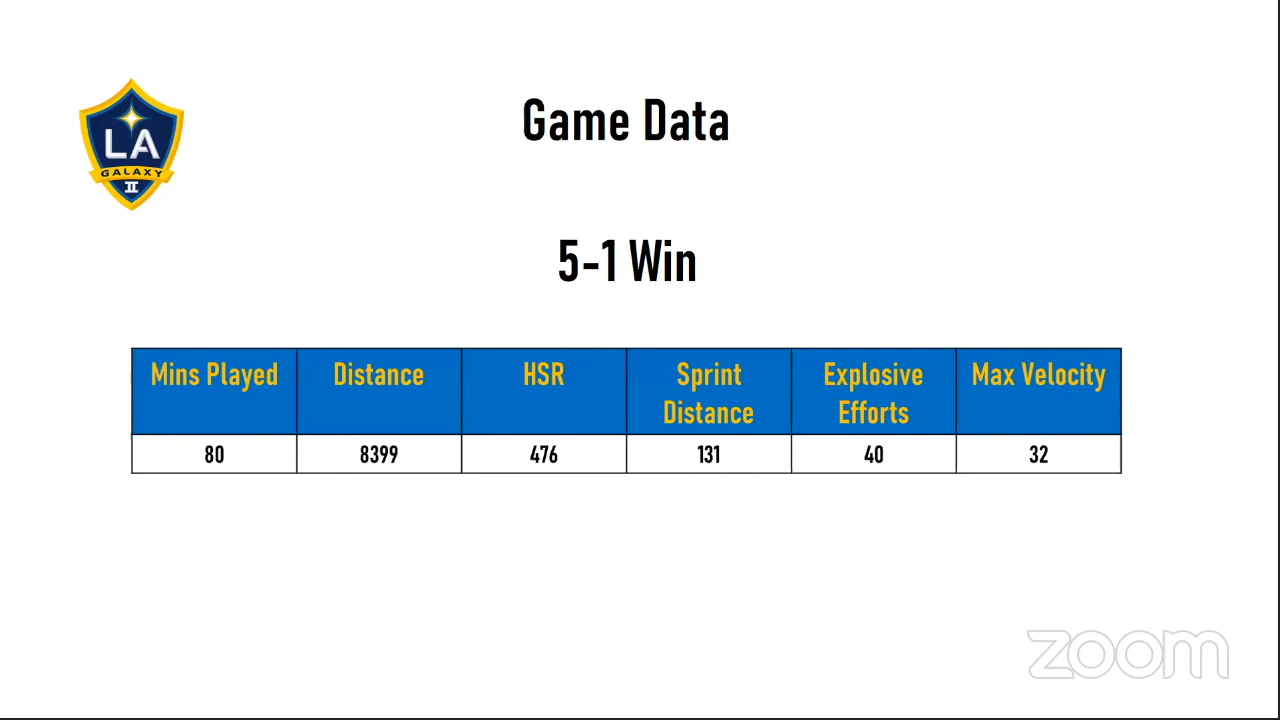 LA
GALAXY
II
Game Data
5-1 Win
Mins Played Distance HSR Sprint Distance Explosive Efforts Max Velocity
80 8399 476 131 40 32
zoom